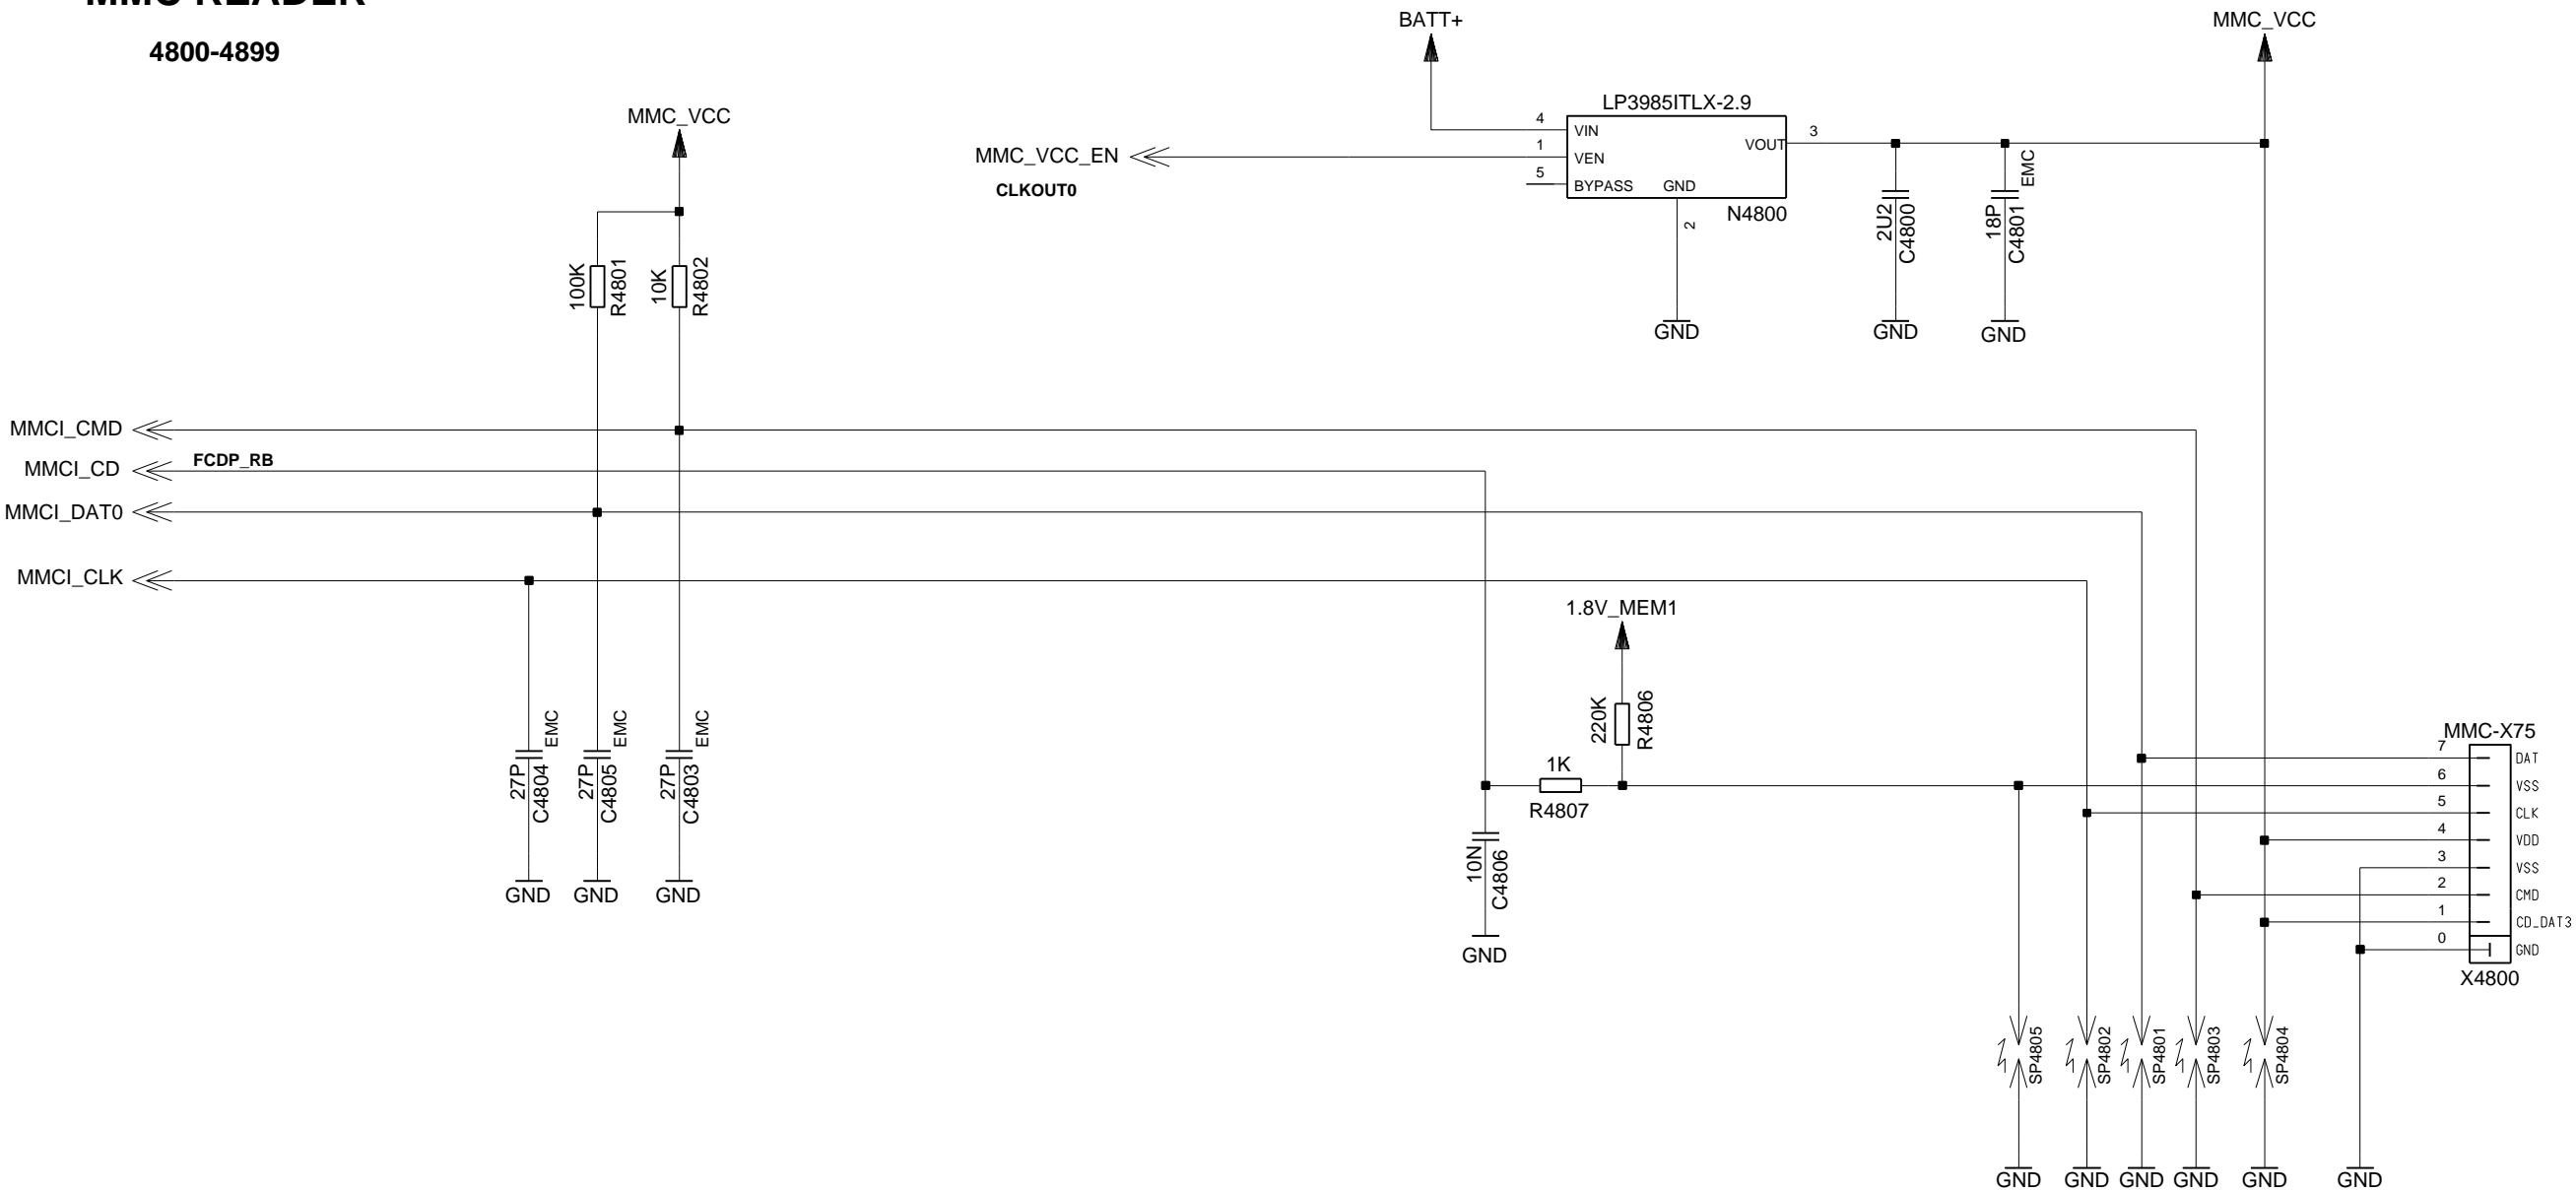 MMC READER
4800-4899
BATT+
MMC_VCC
LP3985ITLX-2.9
4
VIN
1
VEN
5
BYPASS
GND
VOUT
3
2
N4800
MMC_VCC_EN
CLKOUT0
2U2
C4800
18P
C4801
EMC
GND
GND
GND
MMC_VCC
100K
R4801
10K
R4802
MMCI_CMD
MMCI_CD
FCDP_RB
MMCI_DAT0
MMCI_CLK
27P
C4804
EMC
27P
C4805
EMC
27P
C4803
EMC
GND
GND
GND
1.8V_MEM1
220K
R4806
1K
R4807
10N
C4806
GND
MMC-X75
7
DAT
6
VSS
5
CLK
4
VDD
3
VSS
2
CMD
1
CD_DAT3
0
GND
X4800
SP4805
SP4802
SP4801
SP4803
SP4804
GND
GND
GND
GND
GND
GND